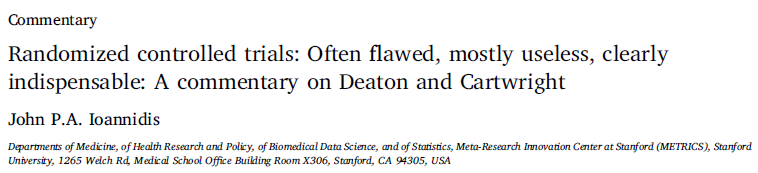 Commentary
Randomized controlled trials: Often flawed, mostly useless, clearly
indispensable: A commentary on Deaton and Cartwright
John P.A. Ioannidis
Departments of Medicine, of Health Research and Policy, of Biomedical Data Science, and of Statistics, Meta-Research Innovation Center at Stanford (METRICS), Stanford
University, 1265 Welch Rd, Medical School Office Building Room X306, Stanford, CA 94305, USA